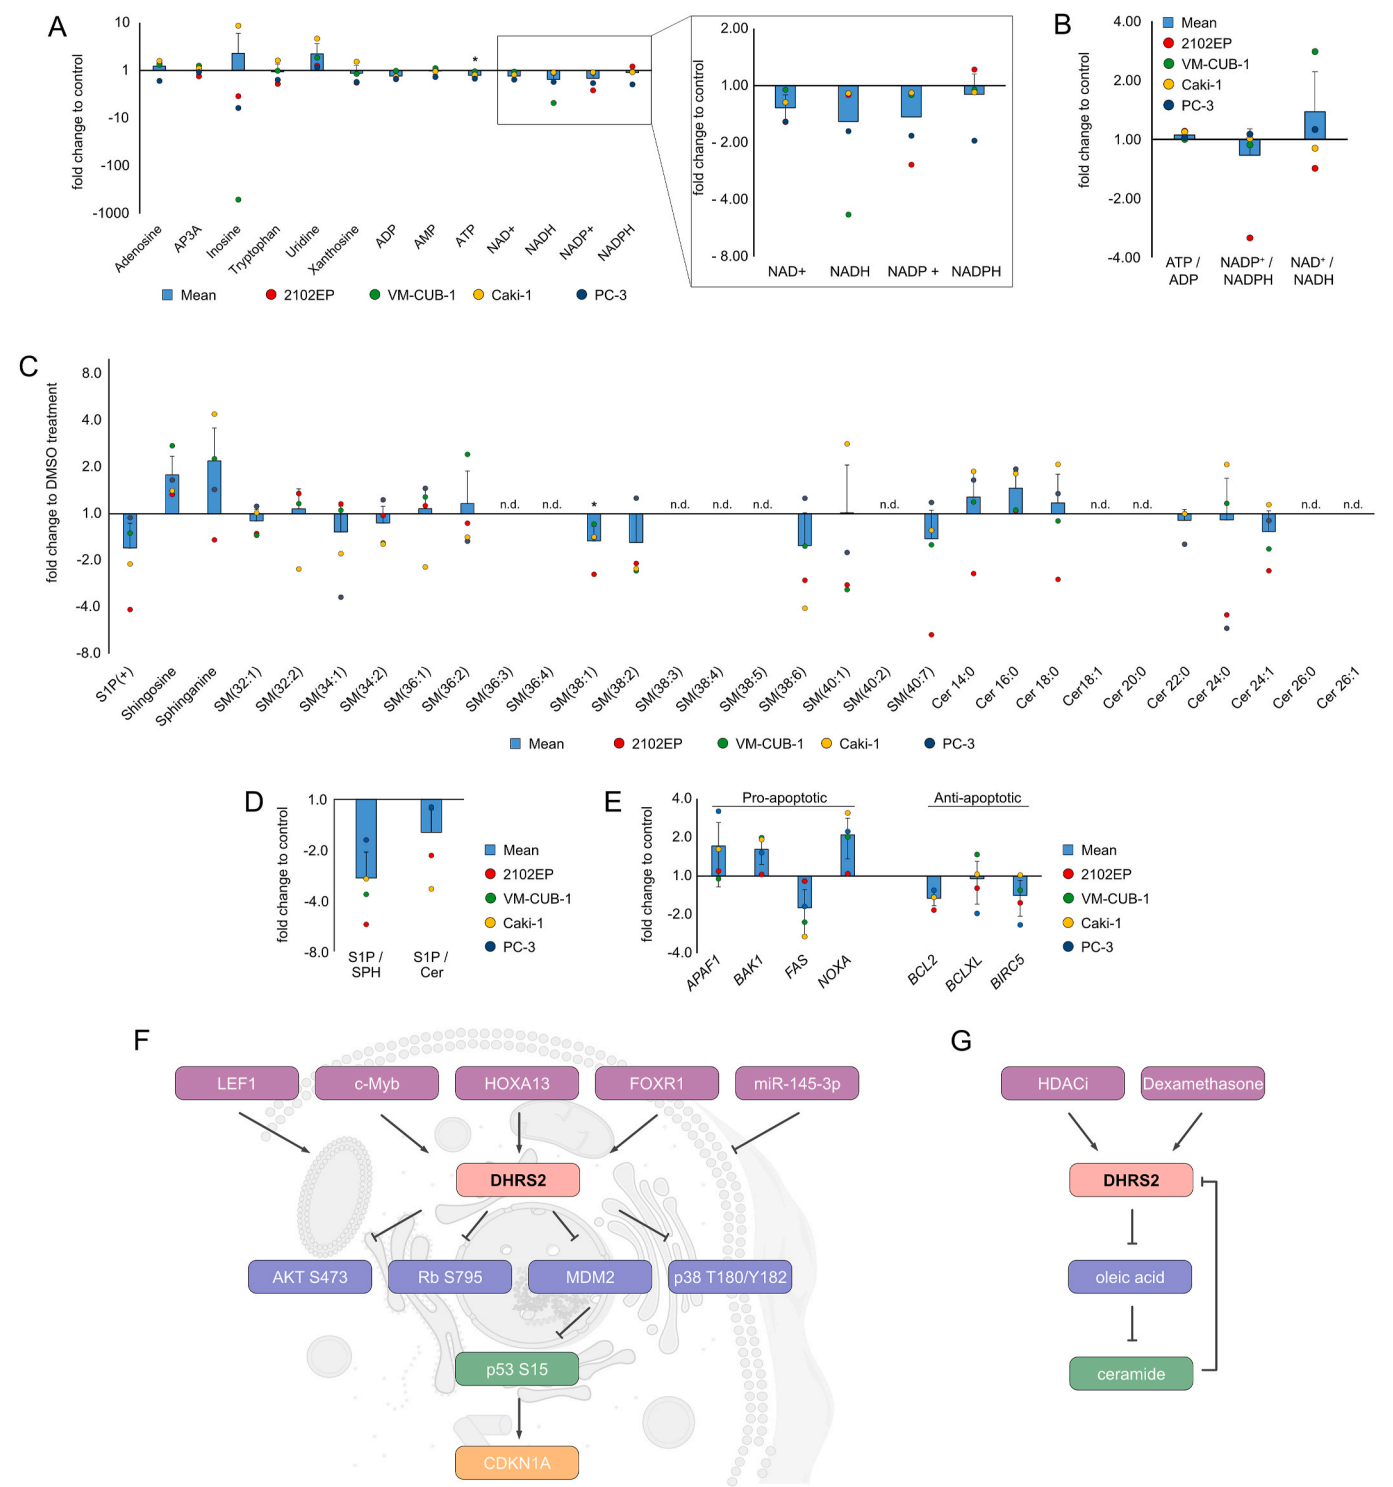 A
fold change to control
10
1
-10
-100
-1000
Adenosine
AP3A
Inosine
Tryptophan
Uridine
Xanthosine
ADP
AMP
ATP
NAD+
NADH
NADP+
NADPH
*
Mean
2102EP
VM-CUB-1
Caki-1
PC-3
fold change to control
2.00
1.00
- 2.00
- 4.00
- 8.00
NAD+
NADH
NADP +
NADPH
B
fold change to control
4.00
2.00
1.00
-2.00
-4.00
Mean
2102EP
VM-CUB-1
Caki-1
PC-3
ATP /
ADP
NADP⁺ /
NADPH
NAD⁺ /
NADH
C
fold change to DMSO treatment
8.0
4.0
2.0
1.0
-2.0
-4.0
-8.0
n.d.
n.d.
*
n.d.
n.d.
n.d.
n.d.
n.d.
n.d.
n.d.
n.d.
S1P(+)
Shingosine
Sphinganine
SM(32:1)
SM(32:2)
SM(34:1)
SM(34:2)
SM(36:1)
SM(36:2)
SM(36:3)
SM(36:4)
SM(38:1)
SM(38:2)
SM(38:3)
SM(38:4)
SM(38:5)
SM(38:6)
SM(40:1)
SM(40:2)
SM(40:7)
Cer 14:0
Cer 16:0
Cer 18:0
Cer18:1
Cer 20:0
Cer 22:0
Cer 24:0
Cer 24:1
Cer 26:0
Cer 26:1
Mean
2102EP
VM-CUB-1
Caki-1
PC-3
D
fold change to control
1.0
-2.0
-4.0
-8.0
S1P /
SPH
S1P /
Cer
Mean
2102EP
VM-CUB-1
Caki-1
PC-3
E
fold change to control
4.0
2.0
1.0
-2.0
-4.0
Pro-apoptotic
Anti-apoptotic
APAF1
BAK1
FAS
NOXA
BCL2
BCLXL
BIRC5
Mean
2102EP
VM-CUB-1
Caki-1
PC-3
F
LEF1
c-Myb
HOXA13
FOXR1
miR-145-3p
DHRS2
AKT S473
Rb S795
MDM2
p38 T180/Y182
p53 S15
CDKN1A
G
HDACi
Dexamethasone
DHRS2
oleic acid
ceramide